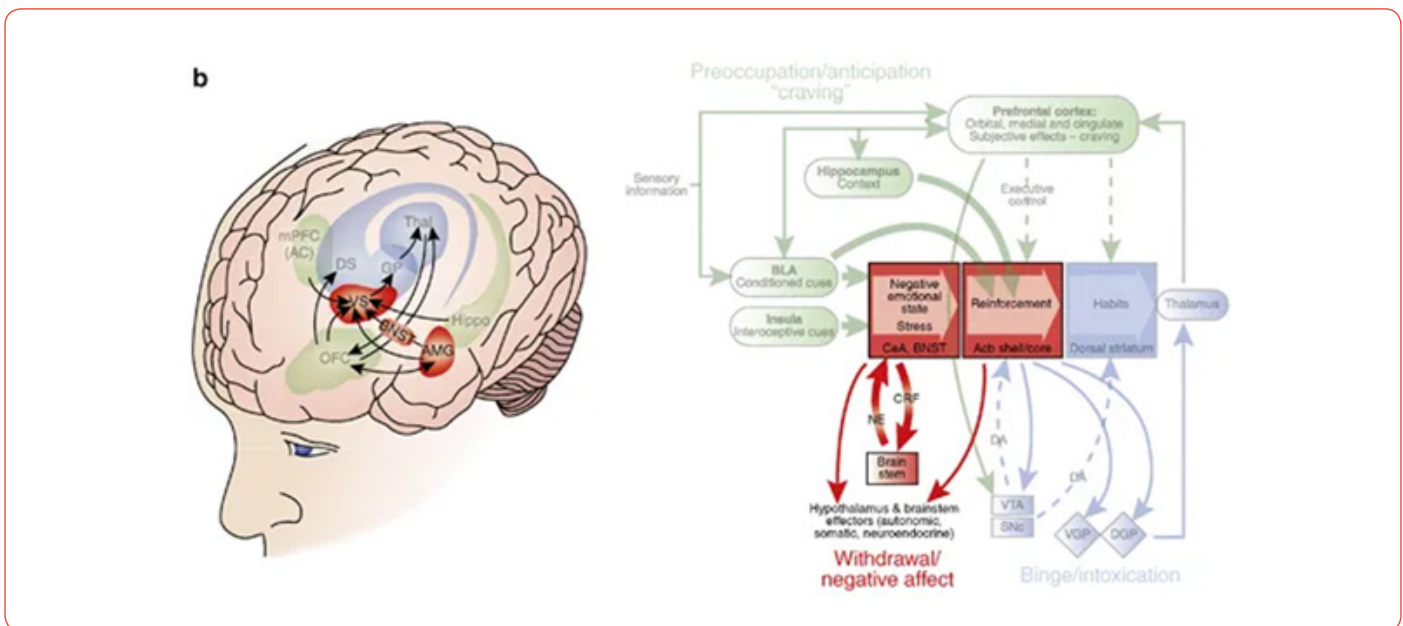 b
mPFC
(AC)
DS
Thal
GP
VS
BNST
Hippo
OFC
AMG
Preoccupation/anticipation
"craving"
Prefrontal cortex:
Orbital, medial and cingulate
Subjective effects – craving
Sensory
information
Hippocampus
Context
Executive
control
BLA
Conditioned cues
Insula
Interoceptive cues
Negative
emotional
state
Stress
CeA, BNST
Reinforcement
Acb shell/core
Habits
Dorsal striatum
Thalamus
NE
CRF
Brain
stem
DA
DA
VTA
SNc
VGP
DGP
Hypothalamus & brainstem
effectors (autonomic,
somatic, neuroendocrine)
Withdrawal/
negative affect
Binge/intoxication